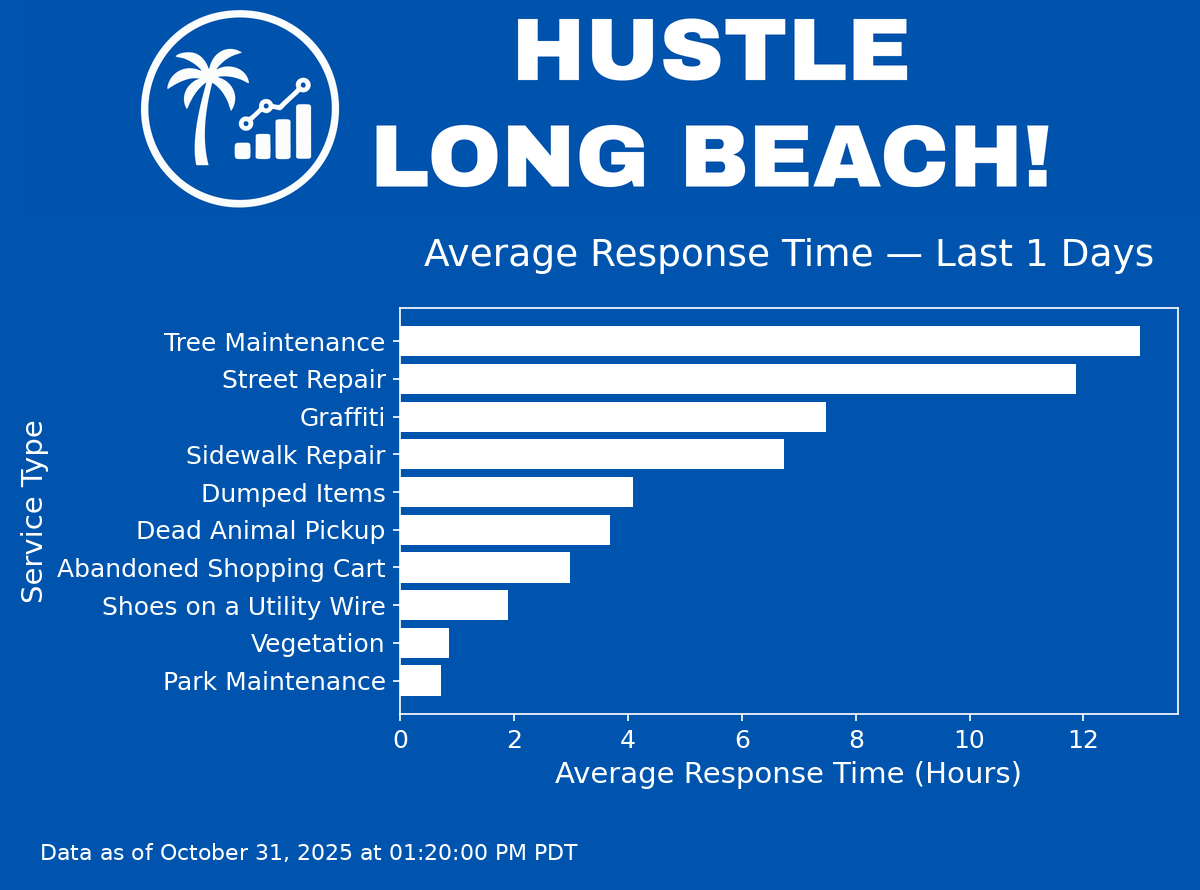 HUSTLE
LONG BEACH!
Average Response Time — Last 1 Days
Service Type
Tree Maintenance
Street Repair
Graffiti
Sidewalk Repair
Dumped Items
Dead Animal Pickup
Abandoned Shopping Cart
Shoes on a Utility Wire
Vegetation
Park Maintenance
0 2 4 6 8 10 12
Average Response Time (Hours)
Data as of October 31, 2025 at 01:20:00 PM PDT